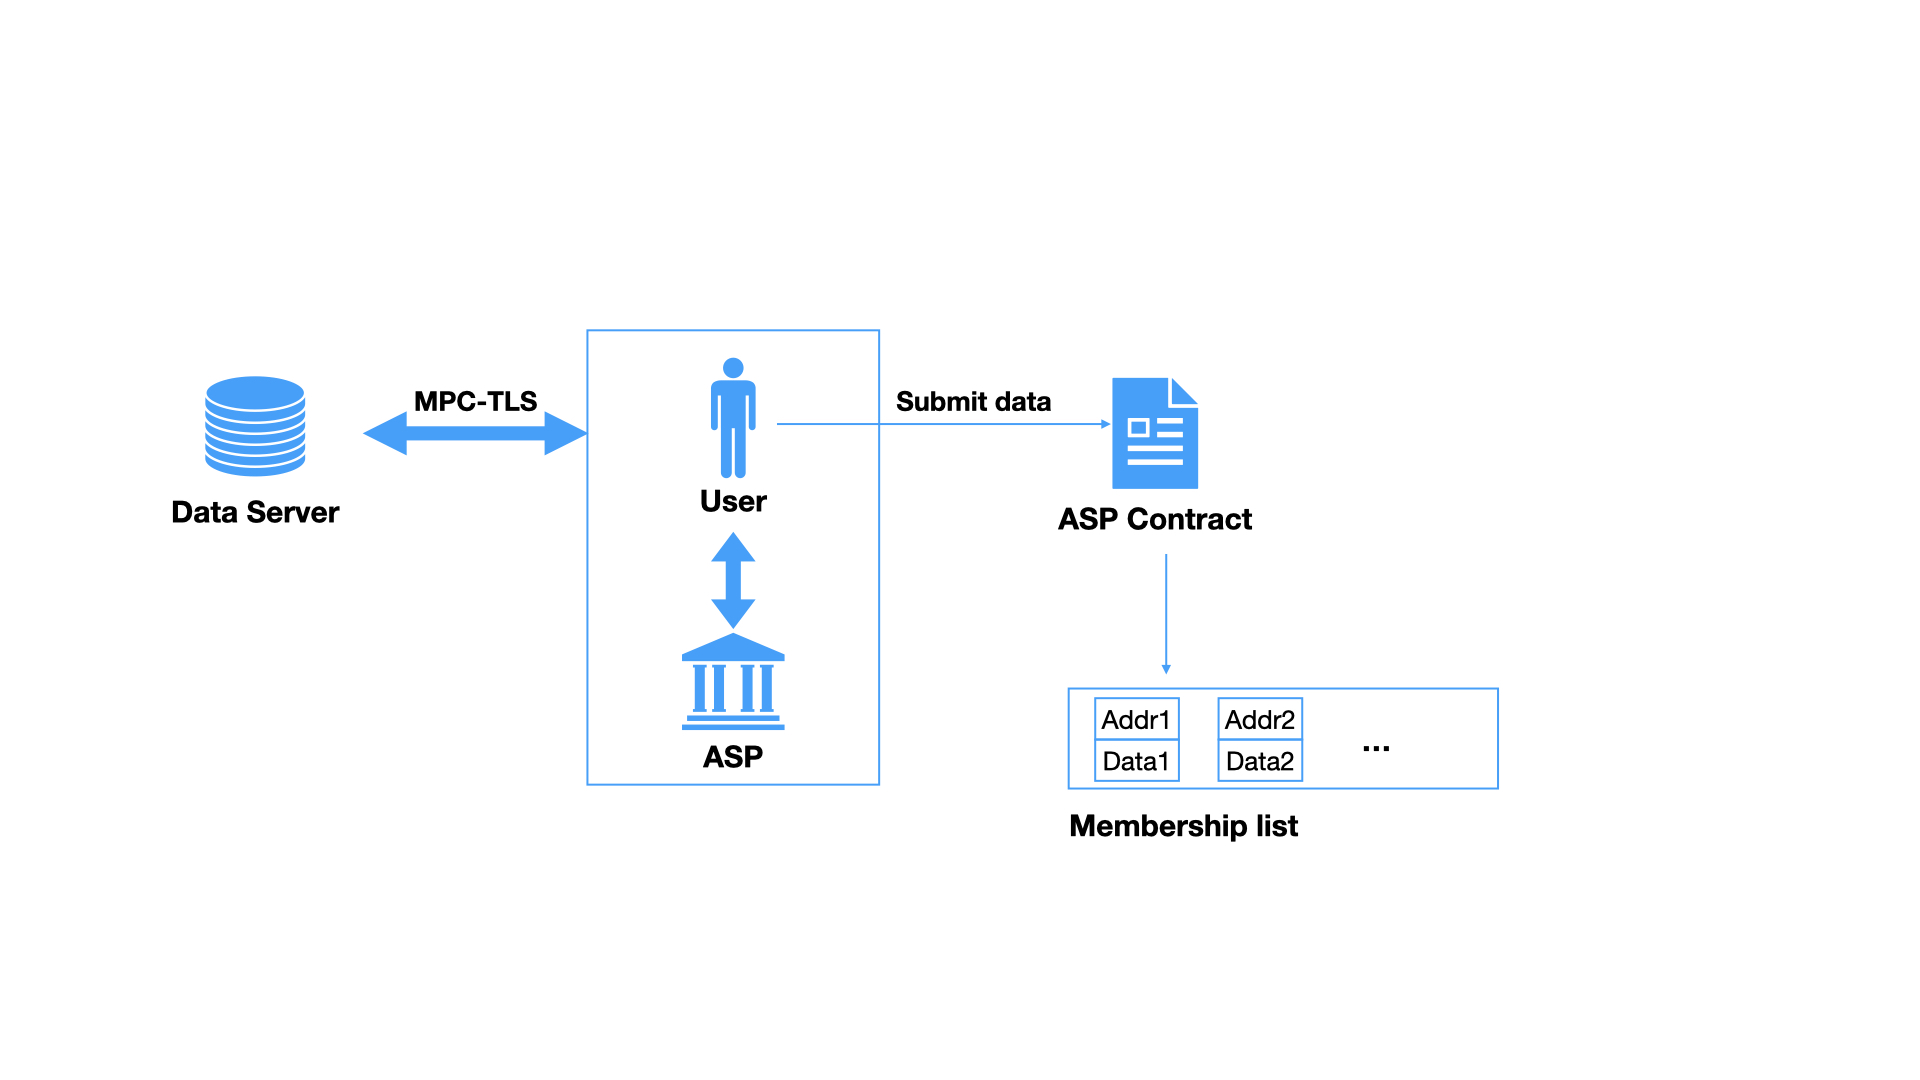 MPC-TLS
Data Server
User
ASP
Submit data
ASP Contract
Addr1
Data1
Addr2
Data2
...
Membership list